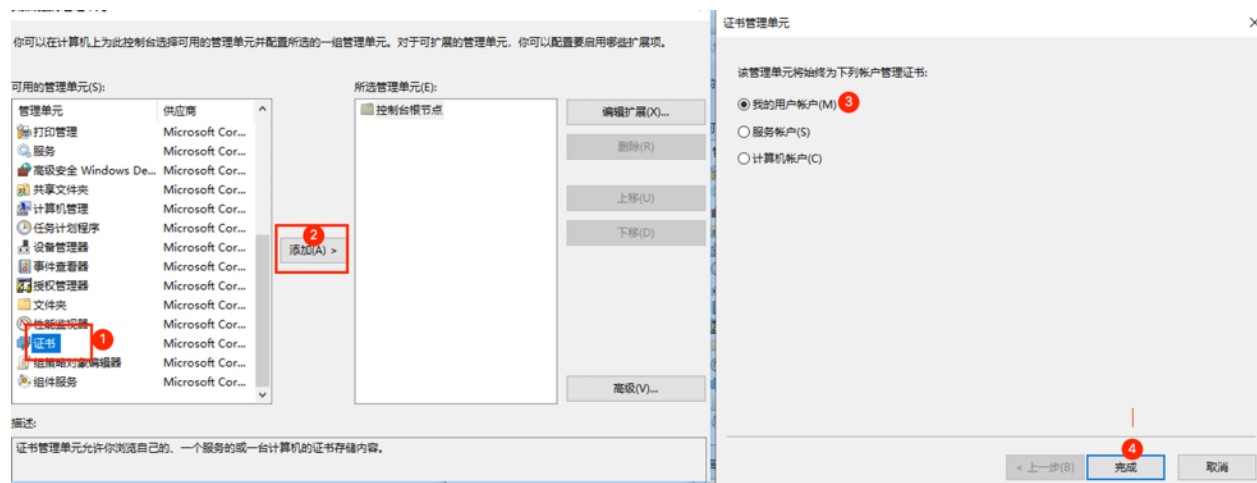 你可以在计算机上为此控制台选择可用的管理单元并配置所选的一组管理单元。对于可扩展的管理单元，你可以配置要启用哪些扩展项。
可用的管理单元(S):
管理单元 供应商
打印管理 Microsoft Cor...
服务 Microsoft Cor...
高级安全 Windows De... Microsoft Cor...
共享文件夹 Microsoft Cor...
计算机管理 Microsoft Cor...
任务计划程序 Microsoft Cor...
设备管理器 Microsoft Cor...
事件查看器 Microsoft Cor...
授权管理器 Microsoft Cor...
文件夹 Microsoft Cor...
性能监视器 Microsoft Cor...
证书 1 Microsoft Cor...
组策略对象编辑器 Microsoft Cor...
组件服务 Microsoft Cor...
2
添加(A) >
所选管理单元(E):
控制台根节点
编辑扩展(X)...
删除(R)
上移(U)
下移(D)
高级(V)...
描述:
证书管理单元允许你浏览自己的、一个服务的或一台计算机的证书存储内容。
证书管理单元
该管理单元将始终为下列帐户管理证书:
我的用户帐户(M) 3
服务帐户(S)
计算机帐户(C)
4
< 上一步(B) 完成 取消